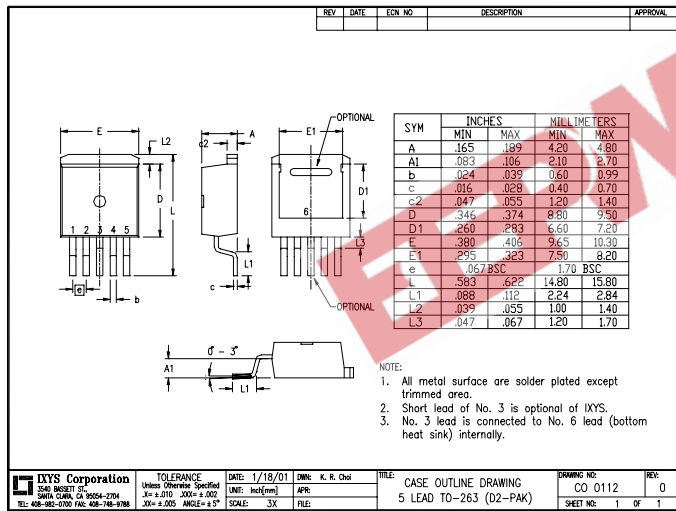 REV DATE ECN NO DESCRIPTION APPROVAL
E
L2
D
L
1 2 3 4 5
e
b
A
c2
L1
c
OPTIONAL
E1
D1
6
L3
OPTIONAL
0° - 3°
A1
L1
SYM INCHES MILLIMETERS
MIN MAX MIN MAX
A .165 .189 4.20 4.80
A1 .083 .106 2.10 2.70
b .024 .039 0.60 0.99
c .016 .028 0.40 0.70
c2 .047 .055 1.20 1.40
D .346 .374 8.80 9.50
D1 .260 .283 6.60 7.20
E .380 .406 9.65 10.30
E1 .295 .323 7.50 8.20
e .067 BSC 1.70 BSC
L .583 .622 14.80 15.80
L1 .088 .112 2.24 2.84
L2 .039 .055 1.00 1.40
L3 .047 .067 1.20 1.70
NOTE:
1. All metal surface are solder plated except
trimmed area.
2. Short lead of No. 3 is optional of IXYS.
3. No. 3 lead is connected to No. 6 lead (bottom
heat sink) internally.
IXYS Corporation
3540 BASSETT ST.,
SANTA CLARA, CA 95054-2704
TEL: 408-982-0700 FAX: 408-748-9788
TOLERANCE
Unless Otherwise Specified
.X= ±.010 .XXX= ±.002
.XX= ±.005 ANGLE= ±5°
DATE: 1/18/01 DWN: K. R. Choi
UNIT: Inch[mm] APR:
SCALE: 3X FILE:
TITLE:
CASE OUTLINE DRAWING
5 LEAD TO-263 (D2-PAK)
DRAWING NO: REV:
CO 0112 0
SHEET NO: 1 OF 1